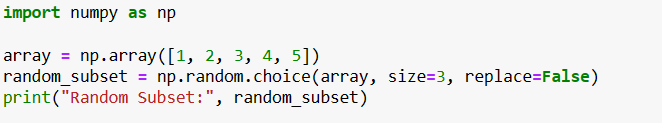 import numpy as np
array = np.array([1, 2, 3, 4, 5])
random_subset = np.random.choice(array, size=3, replace=False)
print("Random Subset:", random_subset)